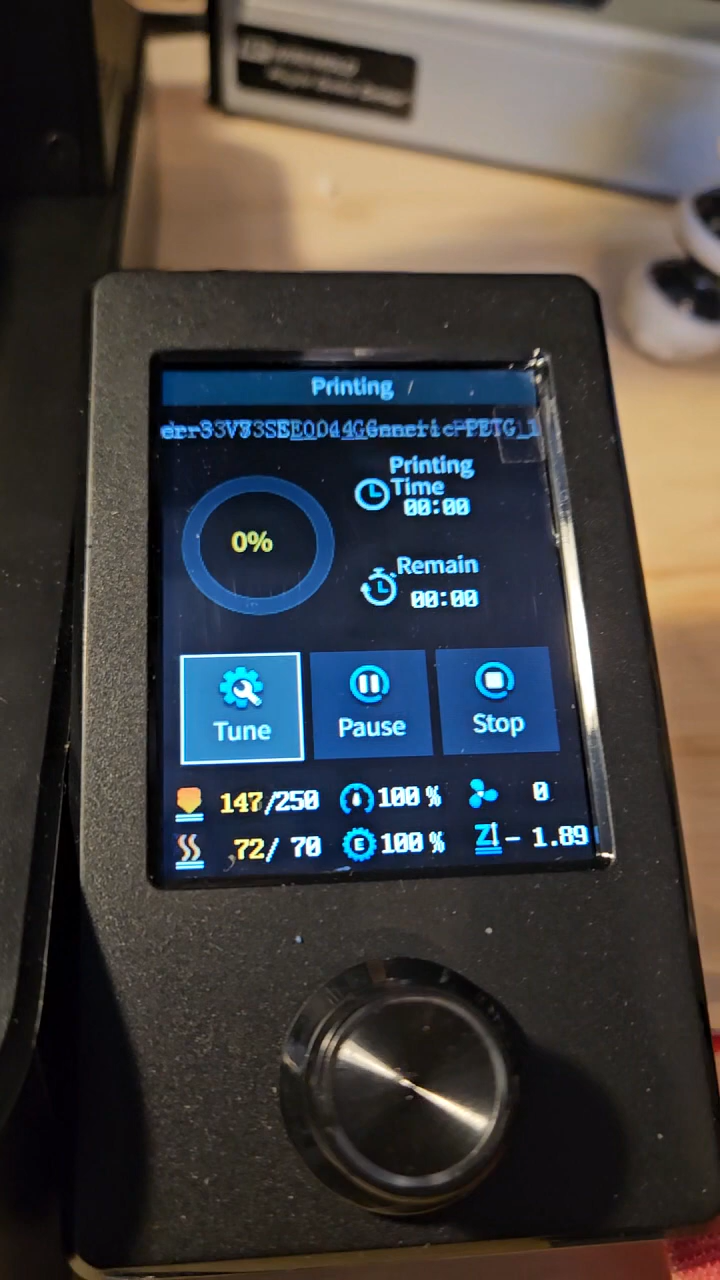 Printing
Printing
Time
00:00
0%
Remain
00:00
Tune
Pause
Stop
147/250
100 %
0
72/ 70
E
100 %
Z
- 1.89